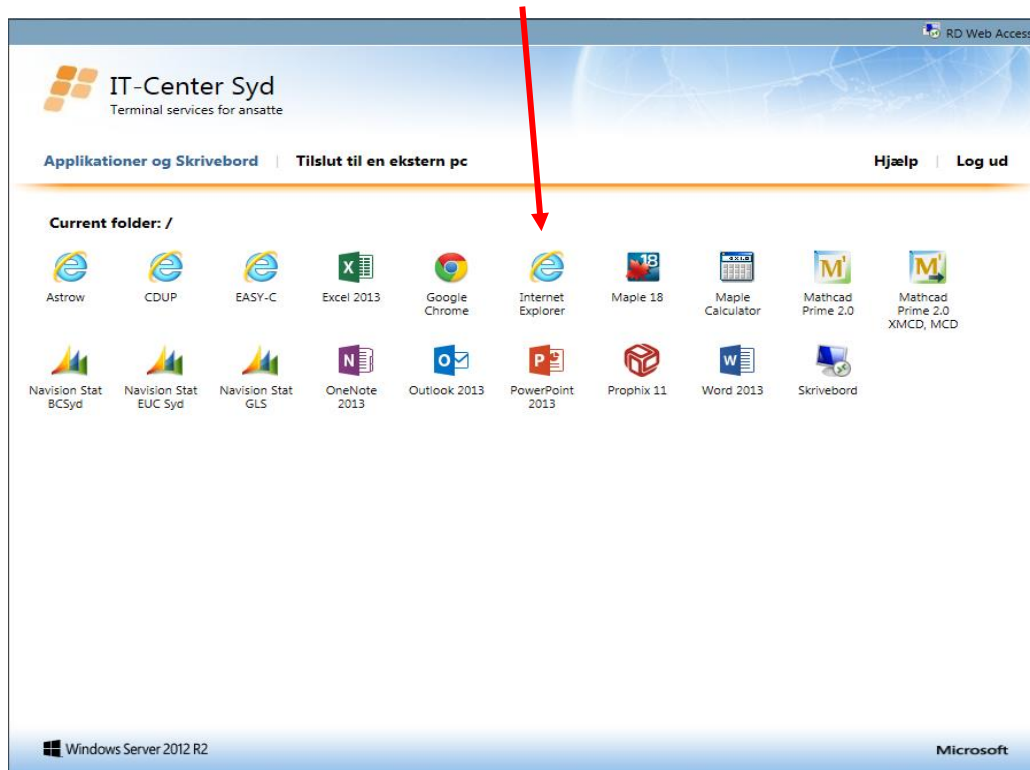 RD Web Access
IT-Center Syd
Terminal services for ansatte
Applikationer og Skrivebord | Tilslut til en ekstern pc
Hjælp | Log ud
Current folder: /
Astrow CDUP EASY-C Excel 2013 Google Chrome Internet Explorer Maple 18 Maple Calculator Mathcad Prime 2.0 Mathcad Prime 2.0 XMCD, MCD
Navision Stat BCSyd Navision Stat EUC Syd Navision Stat GLS OneNote 2013 Outlook 2013 PowerPoint 2013 Prophix 11 Word 2013 Skrivebord
Windows Server 2012 R2
Microsoft